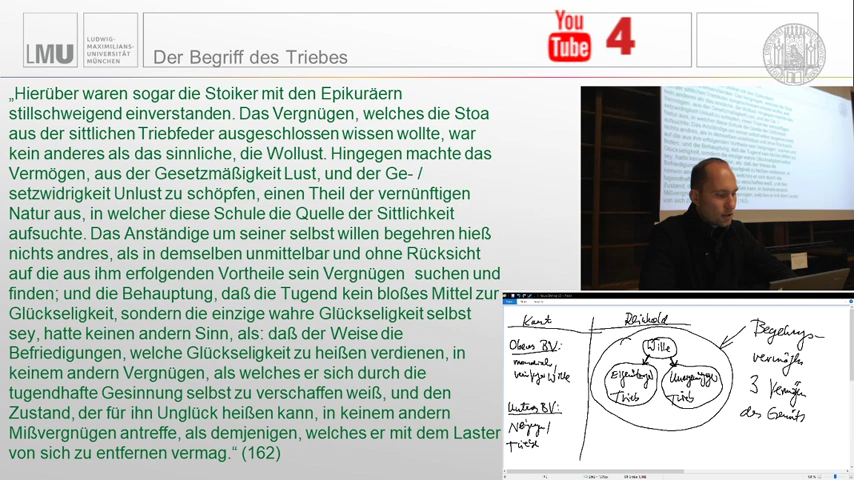 LMU
LUDWIG-
MAXIMILIANS-
UNIVERSITÄT
MÜNCHEN
Der Begriff des Triebes
You
Tube 4
„Hierüber waren sogar die Stoiker mit den Epikuräern
stillschweigend einverstanden. Das Vergnügen, welches die Stoa
aus der sittlichen Triebfeder ausgeschlossen wissen wollte, war
kein anderes als das sinnliche, die Wollust. Hingegen machte das
Vermögen, aus der Gesetzmäßigkeit Lust, und der Ge- /
setzwidrigkeit Unlust zu schöpfen, einen Theil der vernünftigen
Natur aus, in welcher diese Schule die Quelle der Sittlichkeit
aufsuchte. Das Anständige um seiner selbst willen begehren hieß
nichts andres, als in demselben unmittelbar und ohne Rücksicht
auf die aus ihm erfolgenden Vortheile sein Vergnügen suchen und
finden; und die Behauptung, daß die Tugend kein bloßes Mittel zur
Glückseligkeit, sondern die einzige wahre Glückseligkeit selbst
sey, hatte keinen andern Sinn, als: daß der Weise die
Befriedigungen, welche Glückseligkeit zu heißen verdienen, in
keinem andern Vergnügen, als welches er sich durch die
tugendhafte Gesinnung selbst zu verschaffen weiß, und den
Zustand, der für ihn Unglück heißen kann, in keinem andern
Mißvergnügen antreffe, als demjenigen, welches er mit dem Laster
von sich zu entfernen vermag.“ (162)
Kant
Reinhold
Oberes BV:
Wille
Unteres BV:
Trieb
Trieb
Begehrungs-
vermögen
3 Vermögen
des Gemüts